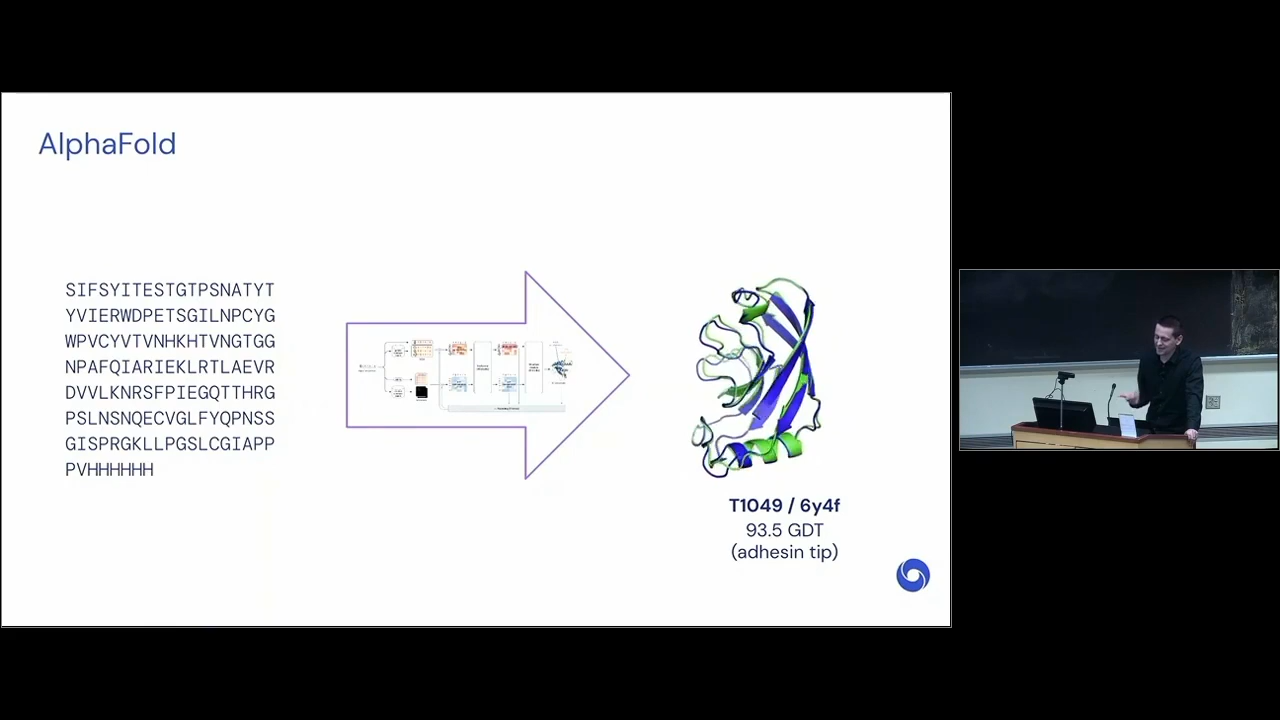 AlphaFold
SIFSYITESTGTPSNATYT
YVIERWDPETSGILNPCYG
WPVCYVTVNHKHTVNGTGG
NPAFQIARIEKLRTLAEVR
DVVLKNRSFPIEGQTTHRG
PSLNSNQECVGLFYQPNSS
GISPRGKLLPGSLCGIAPP
PVHHHHHH
T1049 / 6y4f
93.5 GDT
(adhesin tip)